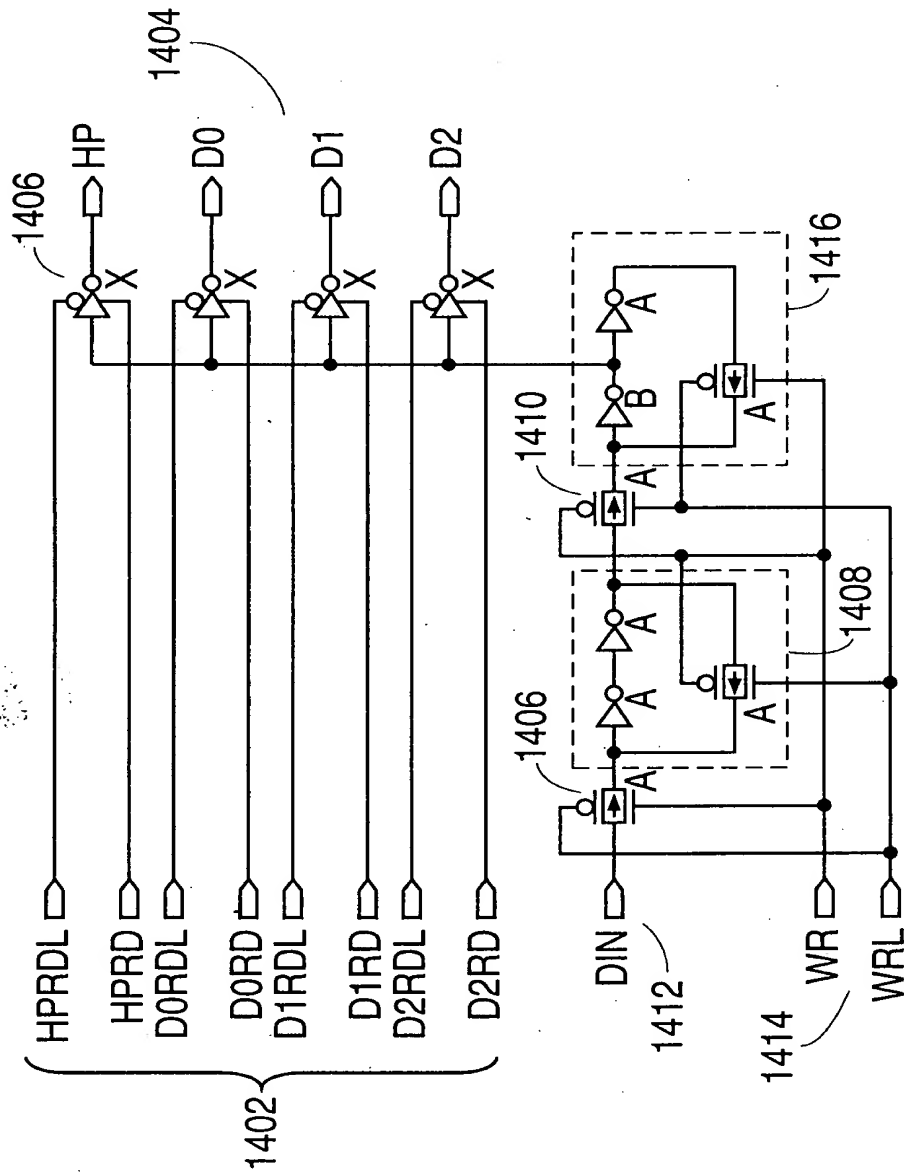 1404
1406
HPRDL
X
HP
HPRD
D0RDL
X
D0
D0RD
D1RDL
X
D1
D1RD
D2RDL
X
D2
D2RD
1402
1406
1410
DIN
A
A
A
A
B
A
1412
A
A
1408
1416
WR
1414
WRL